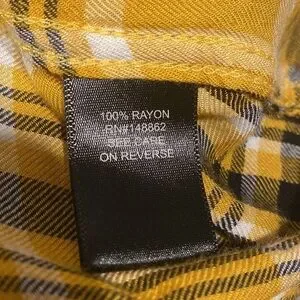 100% RAYON
RN#148862
SEE CARE
ON REVERSE